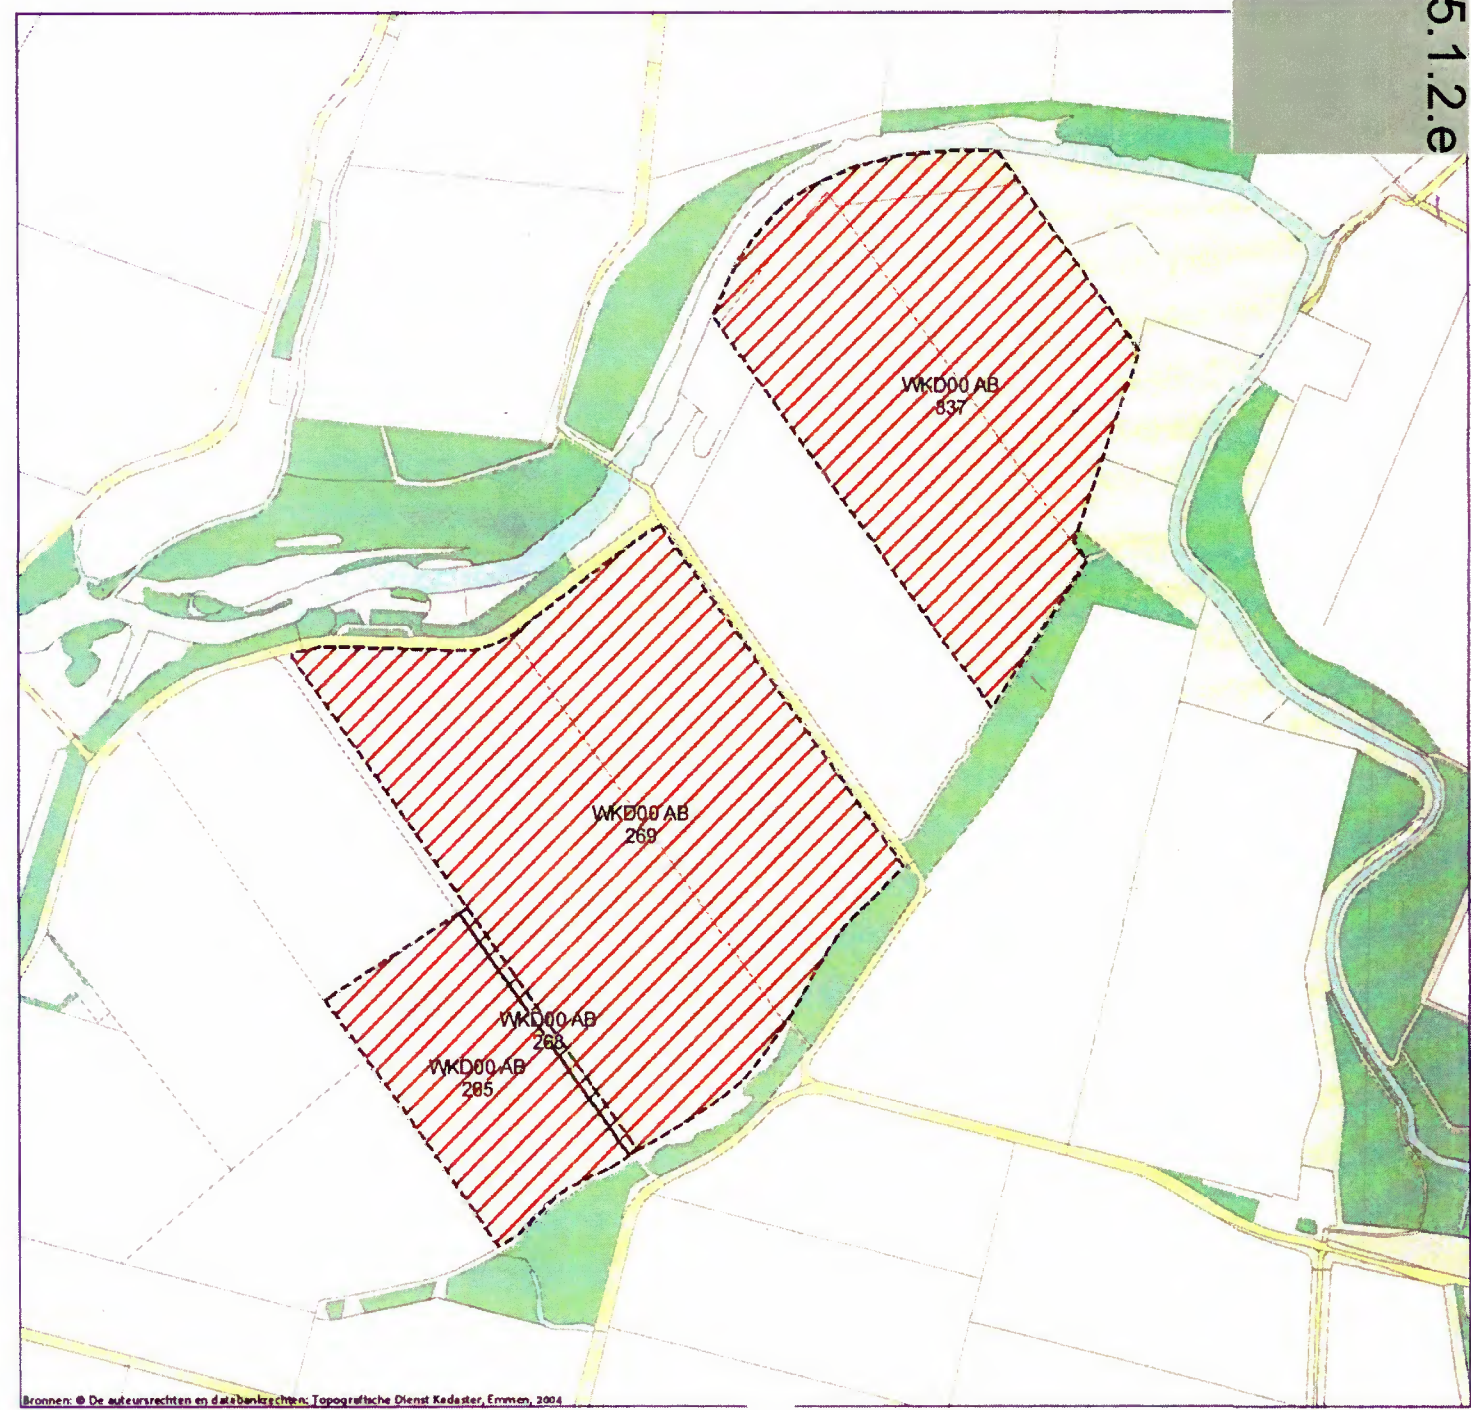 5.1.2.e
WKD00 AB
837
WKD00 AB
269
WKD00 AB
268
WKD00 AB
285
Bronnen: © De auteursrechten en databankrechten: Topografische Dienst Kadaster, Emmen, 2004